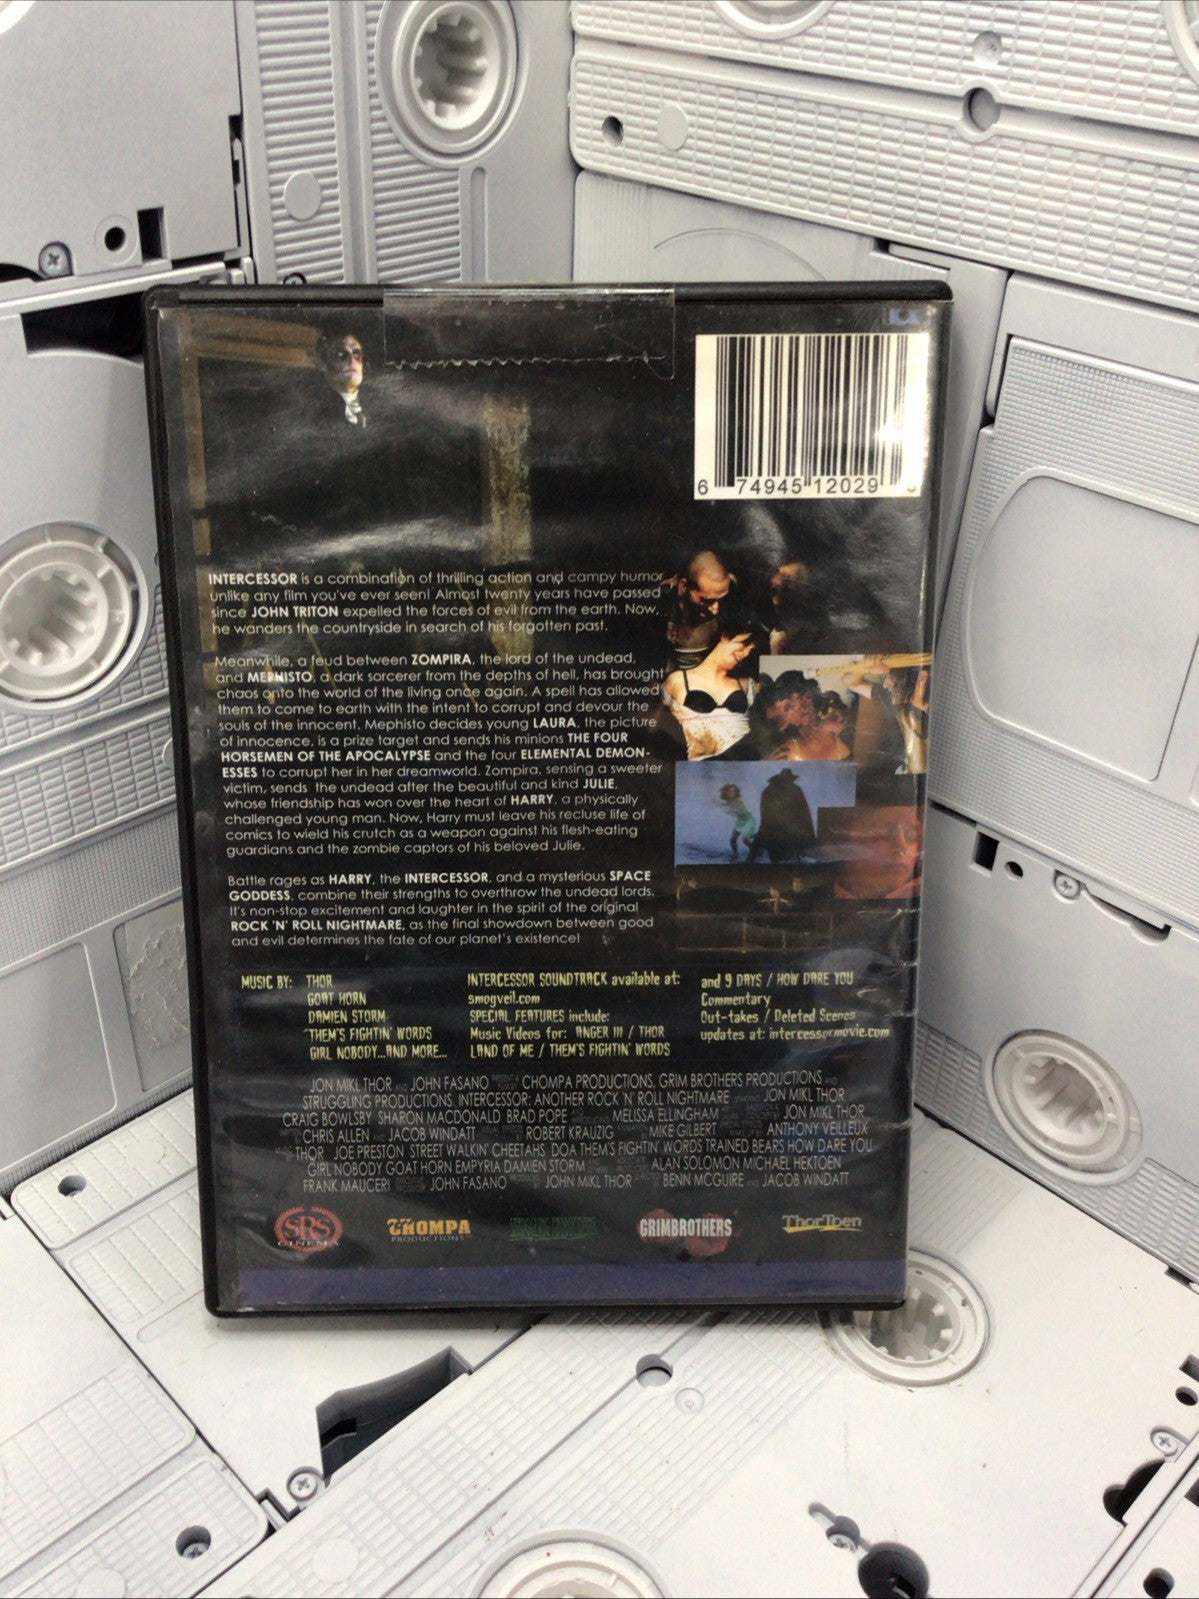 6 74945 12029
INTERCESSOR is a combination of thrilling action and campy humor
unlike any film you've ever seen! Almost twenty years have passed
since JOHN TRITON expelled the forces of evil from the earth. Now,
he wanders the countryside in search of his forgotten past.
Meanwhile, a feud between ZOMPIRA, the lord of the undead,
and MEPHISTO, a dark sorcerer from the depths of hell, has brought
chaos onto the world of the living once again. A spell has allowed
them to come to earth with the intent to corrupt and devour the
souls of the innocent. Mephisto decides young LAURA, the picture
of innocence, is a prize target and sends his minions THE FOUR
HORSEMEN OF THE APOCALYPSE and the four ELEMENTAL DEMON-
ESSES to corrupt her in her dreamworld. Zompira, sensing a sweeter
victim, sends the undead after the beautiful and kind JULIE,
whose friendship has won over the heart of HARRY, a physically
challenged young man. Now, Harry must leave his recluse life of
comics to wield his crutch as a weapon against his flesh-eating
guardians and the zombie captors of his beloved Julie.
Battle rages as HARRY, the INTERCESSOR, and a mysterious SPACE
GODDESS, combine their strengths to overthrow the undead lords.
It's non-stop excitement and laughter in the spirit of the original
ROCK 'N' ROLL NIGHTMARE, as the final showdown between good
and evil determines the fate of our planet's existence!
MUSIC BY: THOR
GOAT HORN
DAMIEN STORM
"THEM'S FIGHTIN' WORDS
GIRL NOBODY...AND MORE...
INTERCESSOR SOUNDTRACK available at:
smogveil.com
SPECIAL FEATURES include:
Music Videos for: ANGER III / THOR
LAND OF ME / THEM'S FIGHTIN' WORDS
and 9 DAYS / HOW DARE YOU
Commentary
Out-takes / Deleted Scenes
updates at: intercessormovie.com
JON MIKL THOR AND JOHN FASANO CHOMPA PRODUCTIONS, GRIM BROTHERS PRODUCTIONS AND
STRUGGLING PRODUCTIONS. INTERCESSOR: ANOTHER ROCK 'N' ROLL NIGHTMARE JON MIKL THOR
CRAIG BOWLSBY SHARON MACDONALD BRAD POPE MELISSA ELLINGHAM JON MIKL THOR
CHRIS ALLEN AND JACOB WINDATT ROBERT KRAUZIG MIKE GILBERT ANTHONY VEILLEUX
THOR JOE PRESTON STREET WALKIN' CHEETAHS DOA THEM'S FIGHTIN' WORDS TRAINED BEARS HOW DARE YOU
GIRL NOBODY GOAT HORN EMPYRIA DAMIEN STORM ALAN SOLOMON MICHAEL HEKTOEN
FRANK MAUCERI JOHN FASANO JOHN MIKL THOR BENN MCGUIRE AND JACOB WINDATT
SRS CINEMA
CHOMPA PRODUCTIONS
GRIMBROTHERS
ThorToen